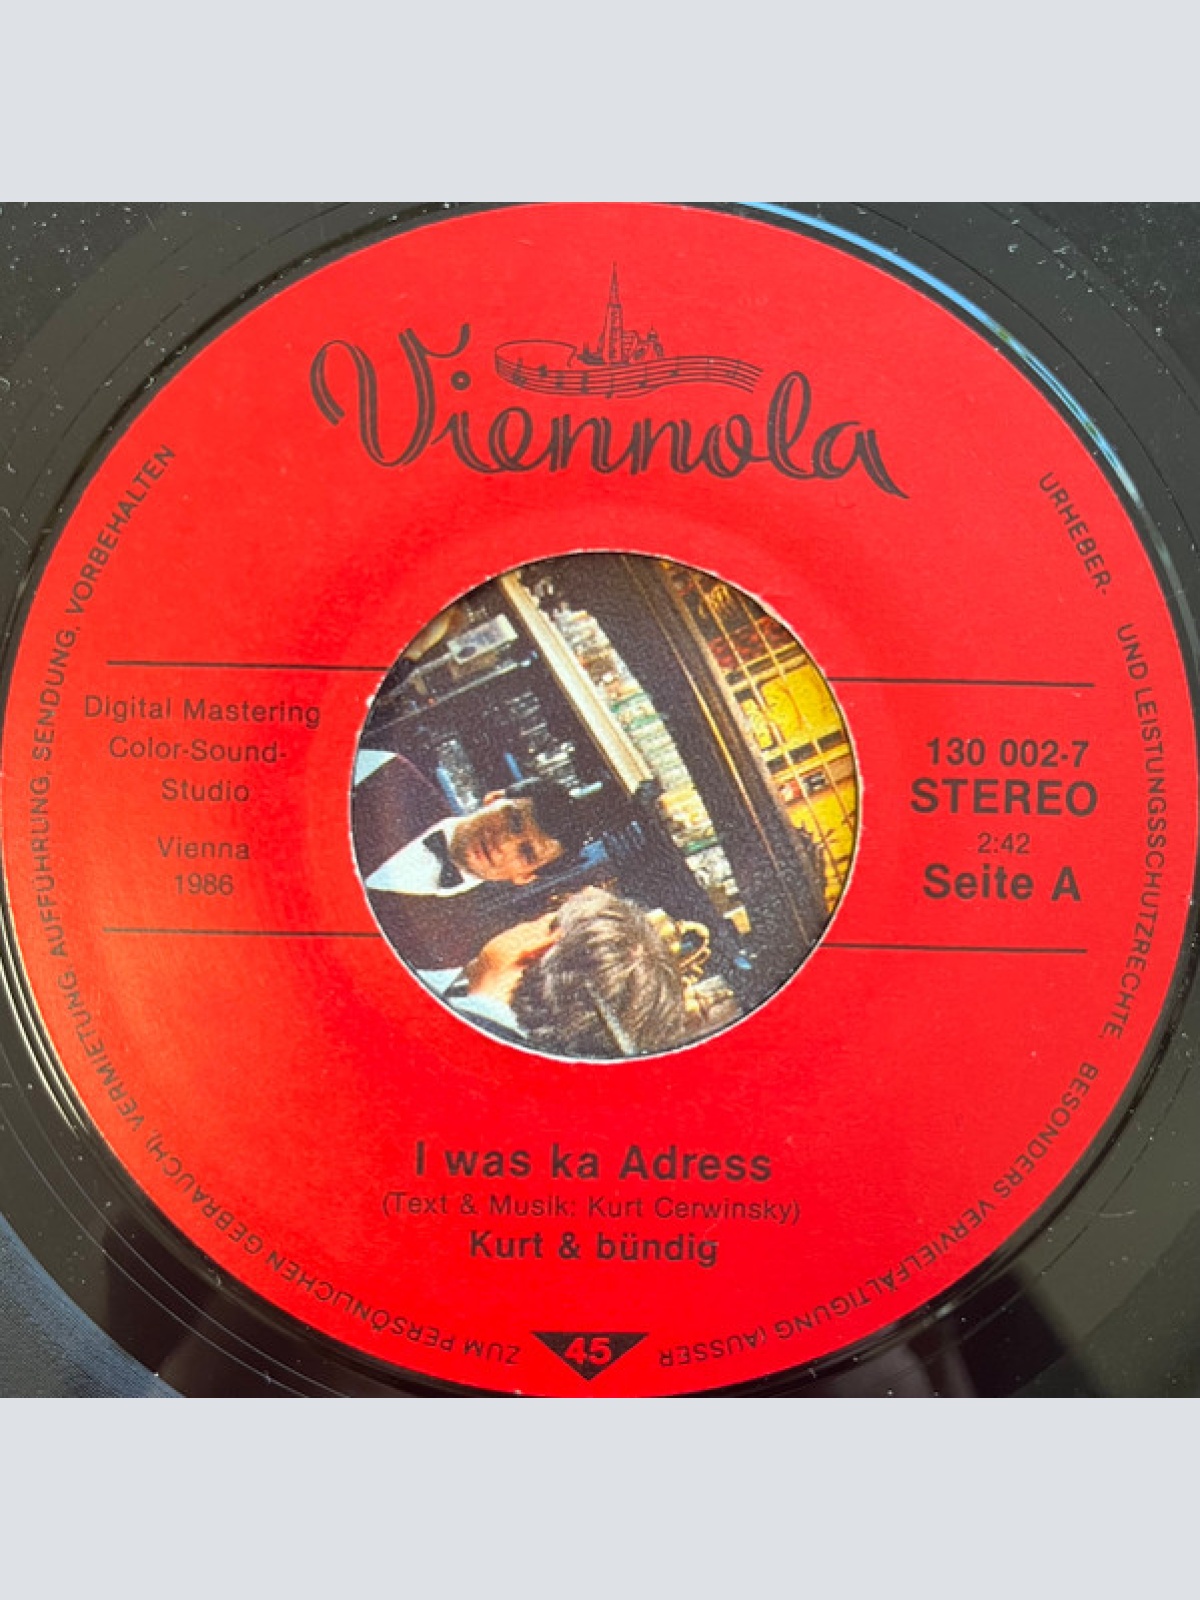 Viennola
Digital Mastering
Color-Sound-
Studio
Vienna
1986
130 002-7
STEREO
2:42
Seite A
I was ka Adress
(Text & Musik: Kurt Cerwinsky)
Kurt & bündig
45
URHEBER- UND LEISTUNGSSCHUTZRECHTE, BESONDERS VERVIELFÄLTIGUNG (AUSSER ZUM PERSÖNLICHEN GEBRAUCH), VERMIETUNG, AUFFÜHRUNG, SENDUNG, VORBEHALTEN